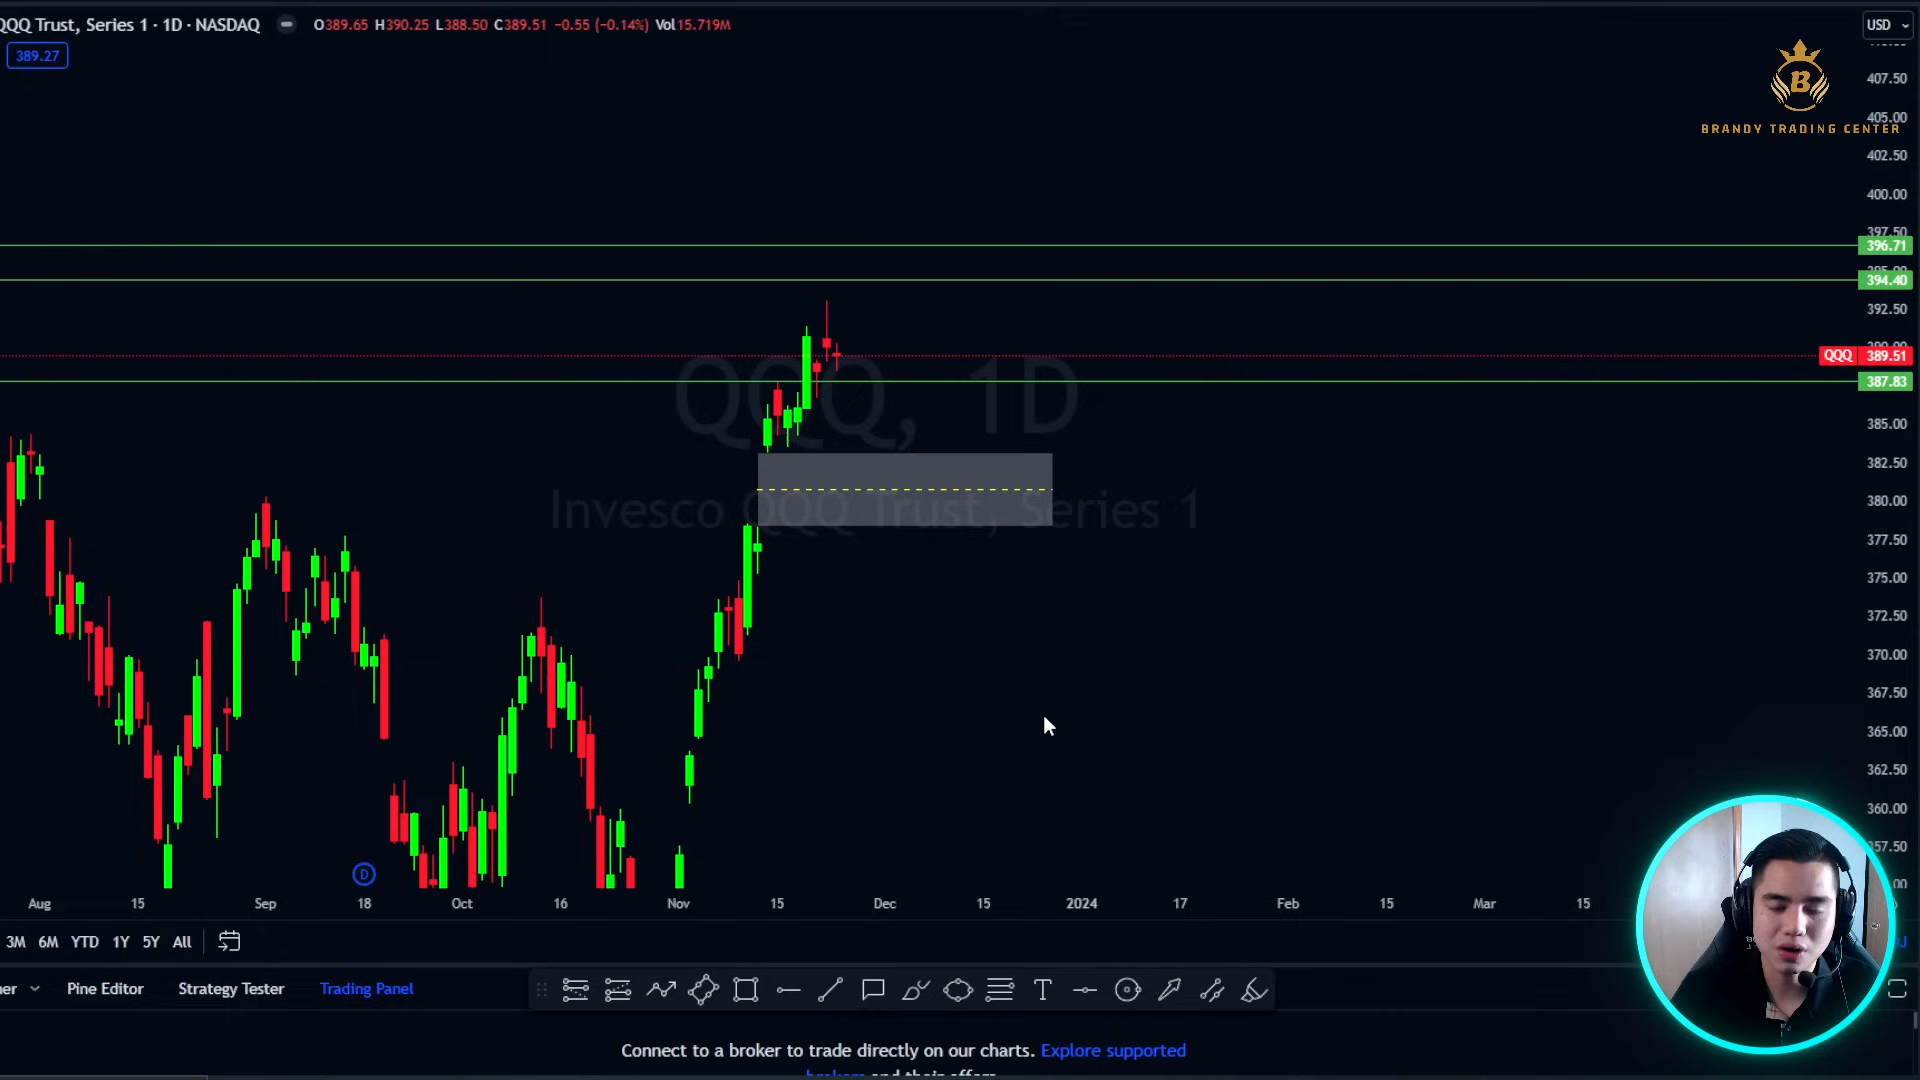 QQQ Trust, Series 1 · 1D · NASDAQ O389.65 H390.25 L388.50 C389.51 −0.55 (−0.14%) Vol15.719M
USD
389.27
B
BRANDY TRADING CENTER
407.50
405.00
402.50
400.00
397.50
396.71
395.00
394.40
392.50
390.00
QQQ 389.51
387.83
385.00
382.50
380.00
377.50
375.00
372.50
370.00
367.50
365.00
362.50
360.00
357.50
QQQ, 1D
Invesco QQQ Trust, Series 1
D
Aug 15 Sep 18 Oct 16 Nov 15 Dec 15 2024 17 Feb 15 Mar 15
3M 6M YTD 1Y 5Y All
Pine Editor Strategy Tester Trading Panel
T
Connect to a broker to trade directly on our charts. Explore supported
brokers and their offers